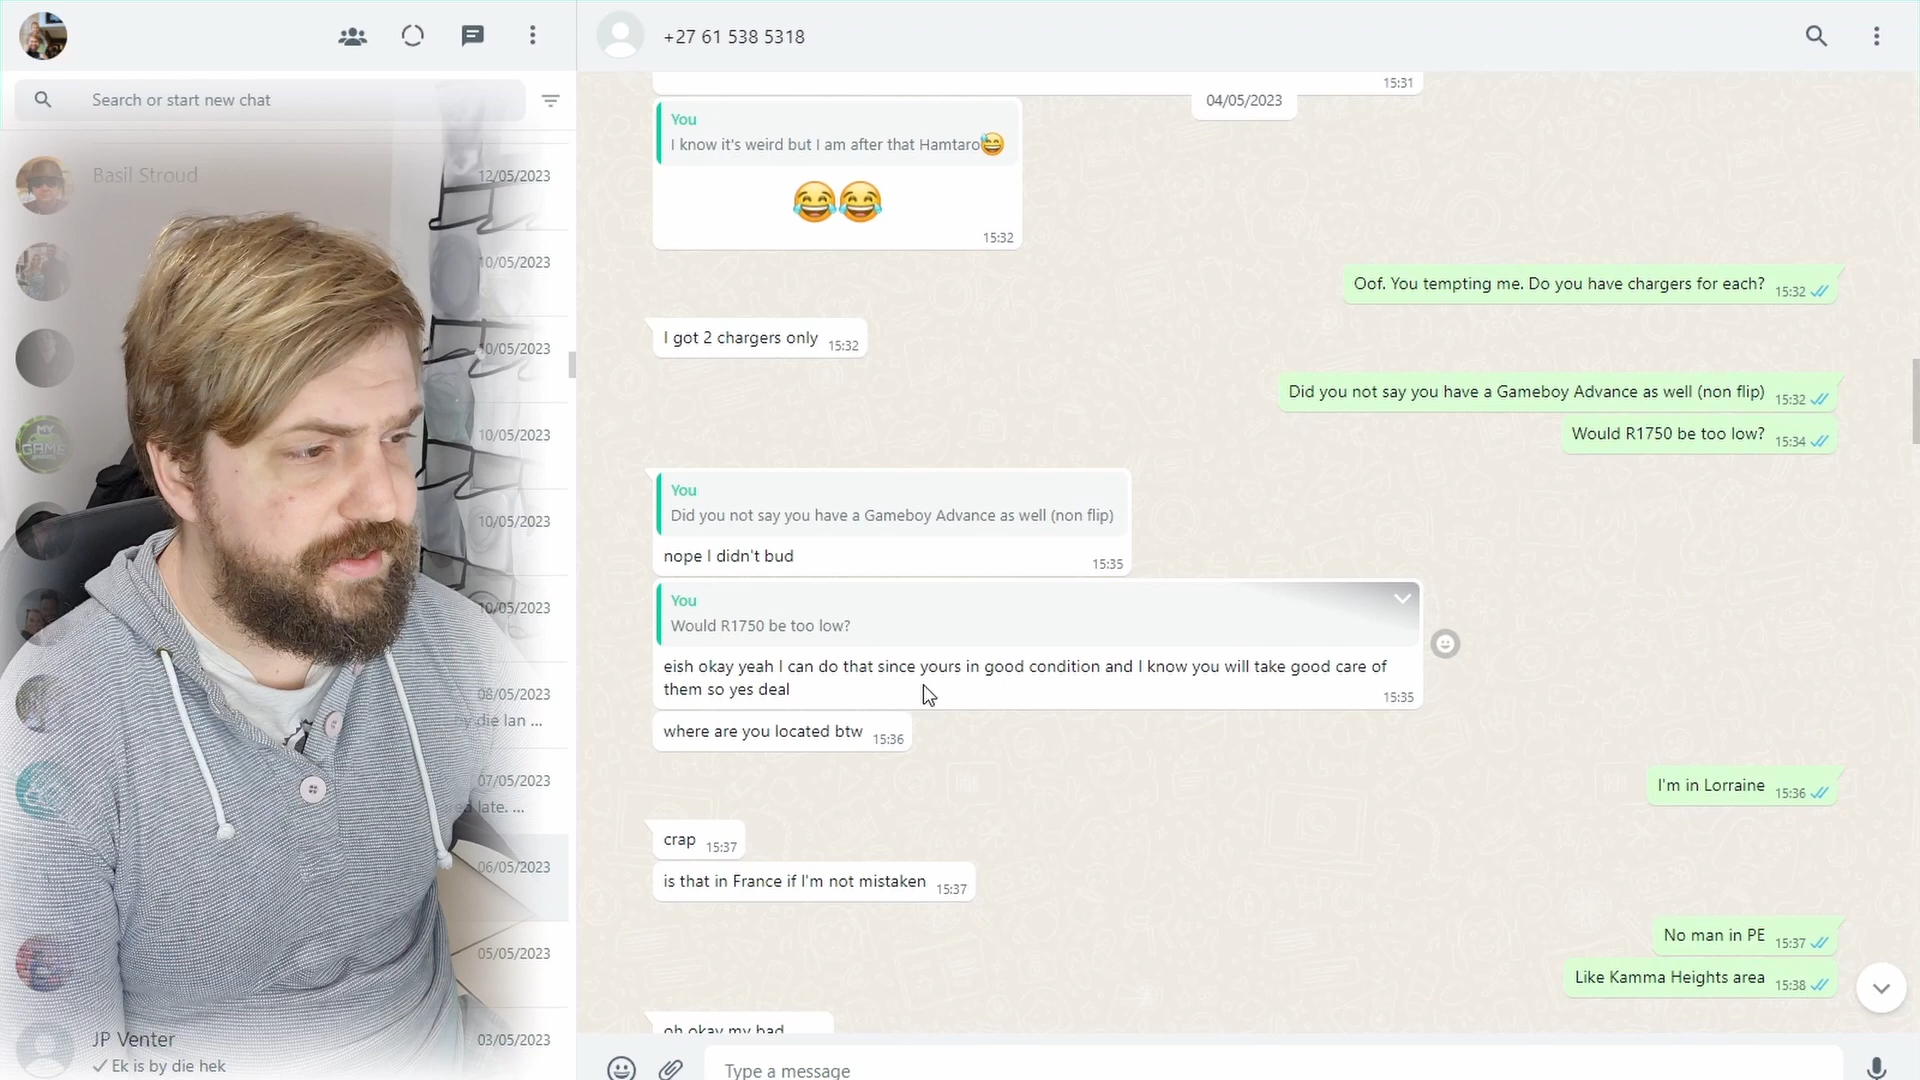 +27 61 538 5318
Search or start new chat
Basil Stroud
12/05/2023
10/05/2023
10/05/2023
MY
GAME
10/05/2023
10/05/2023
10/05/2023
08/05/2023
die lan ...
07/05/2023
late. ...
06/05/2023
05/05/2023
JP Venter
03/05/2023
Ek is by die hek
15:31
04/05/2023
You
I know it's weird but I am after that Hamtaro😅
😂😂
15:32
Oof. You tempting me. Do you have chargers for each? 15:32
I got 2 chargers only 15:32
Did you not say you have a Gameboy Advance as well (non flip) 15:32
Would R1750 be too low? 15:34
You
Did you not say you have a Gameboy Advance as well (non flip)
nope I didn't bud 15:35
You
Would R1750 be too low?
eish okay yeah I can do that since yours in good condition and I know you will take good care of
them so yes deal 15:35
where are you located btw 15:36
I'm in Lorraine 15:36
crap 15:37
is that in France if I'm not mistaken 15:37
No man in PE 15:37
Like Kamma Heights area 15:38
oh okay my bad
Type a message